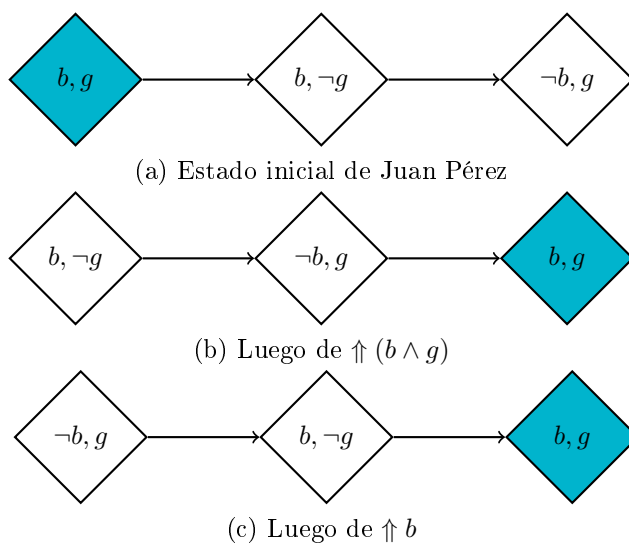 b, g b, ¬g ¬b, g
(a) Estado inicial de Juan Pérez
b, ¬g ¬b, g b, g
(b) Luego de ⇑ (b ∧ g)
¬b, g b, ¬g b, g
(c) Luego de ⇑ b